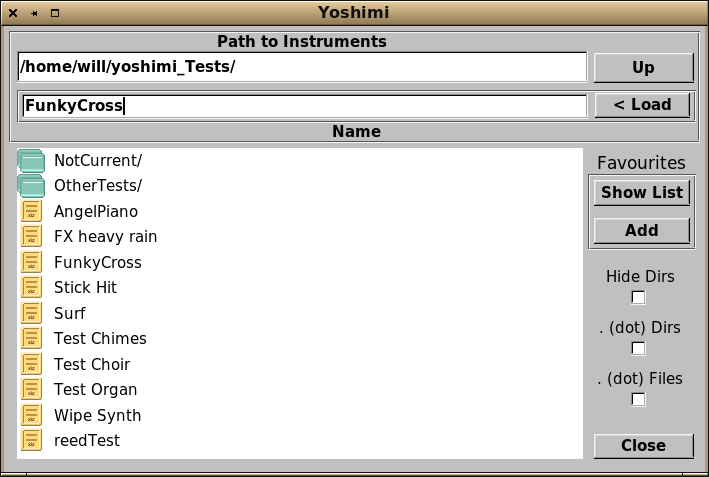 Yoshimi
Path to Instruments
/home/will/yoshimi_Tests/
Up
FunkyCross
< Load
Name
NotCurrent/
OtherTests/
AngelPiano
FX heavy rain
FunkyCross
Stick Hit
Surf
Test Chimes
Test Choir
Test Organ
Wipe Synth
reedTest
Favourites
Show List
Add
Hide Dirs
. (dot) Dirs
. (dot) Files
Close